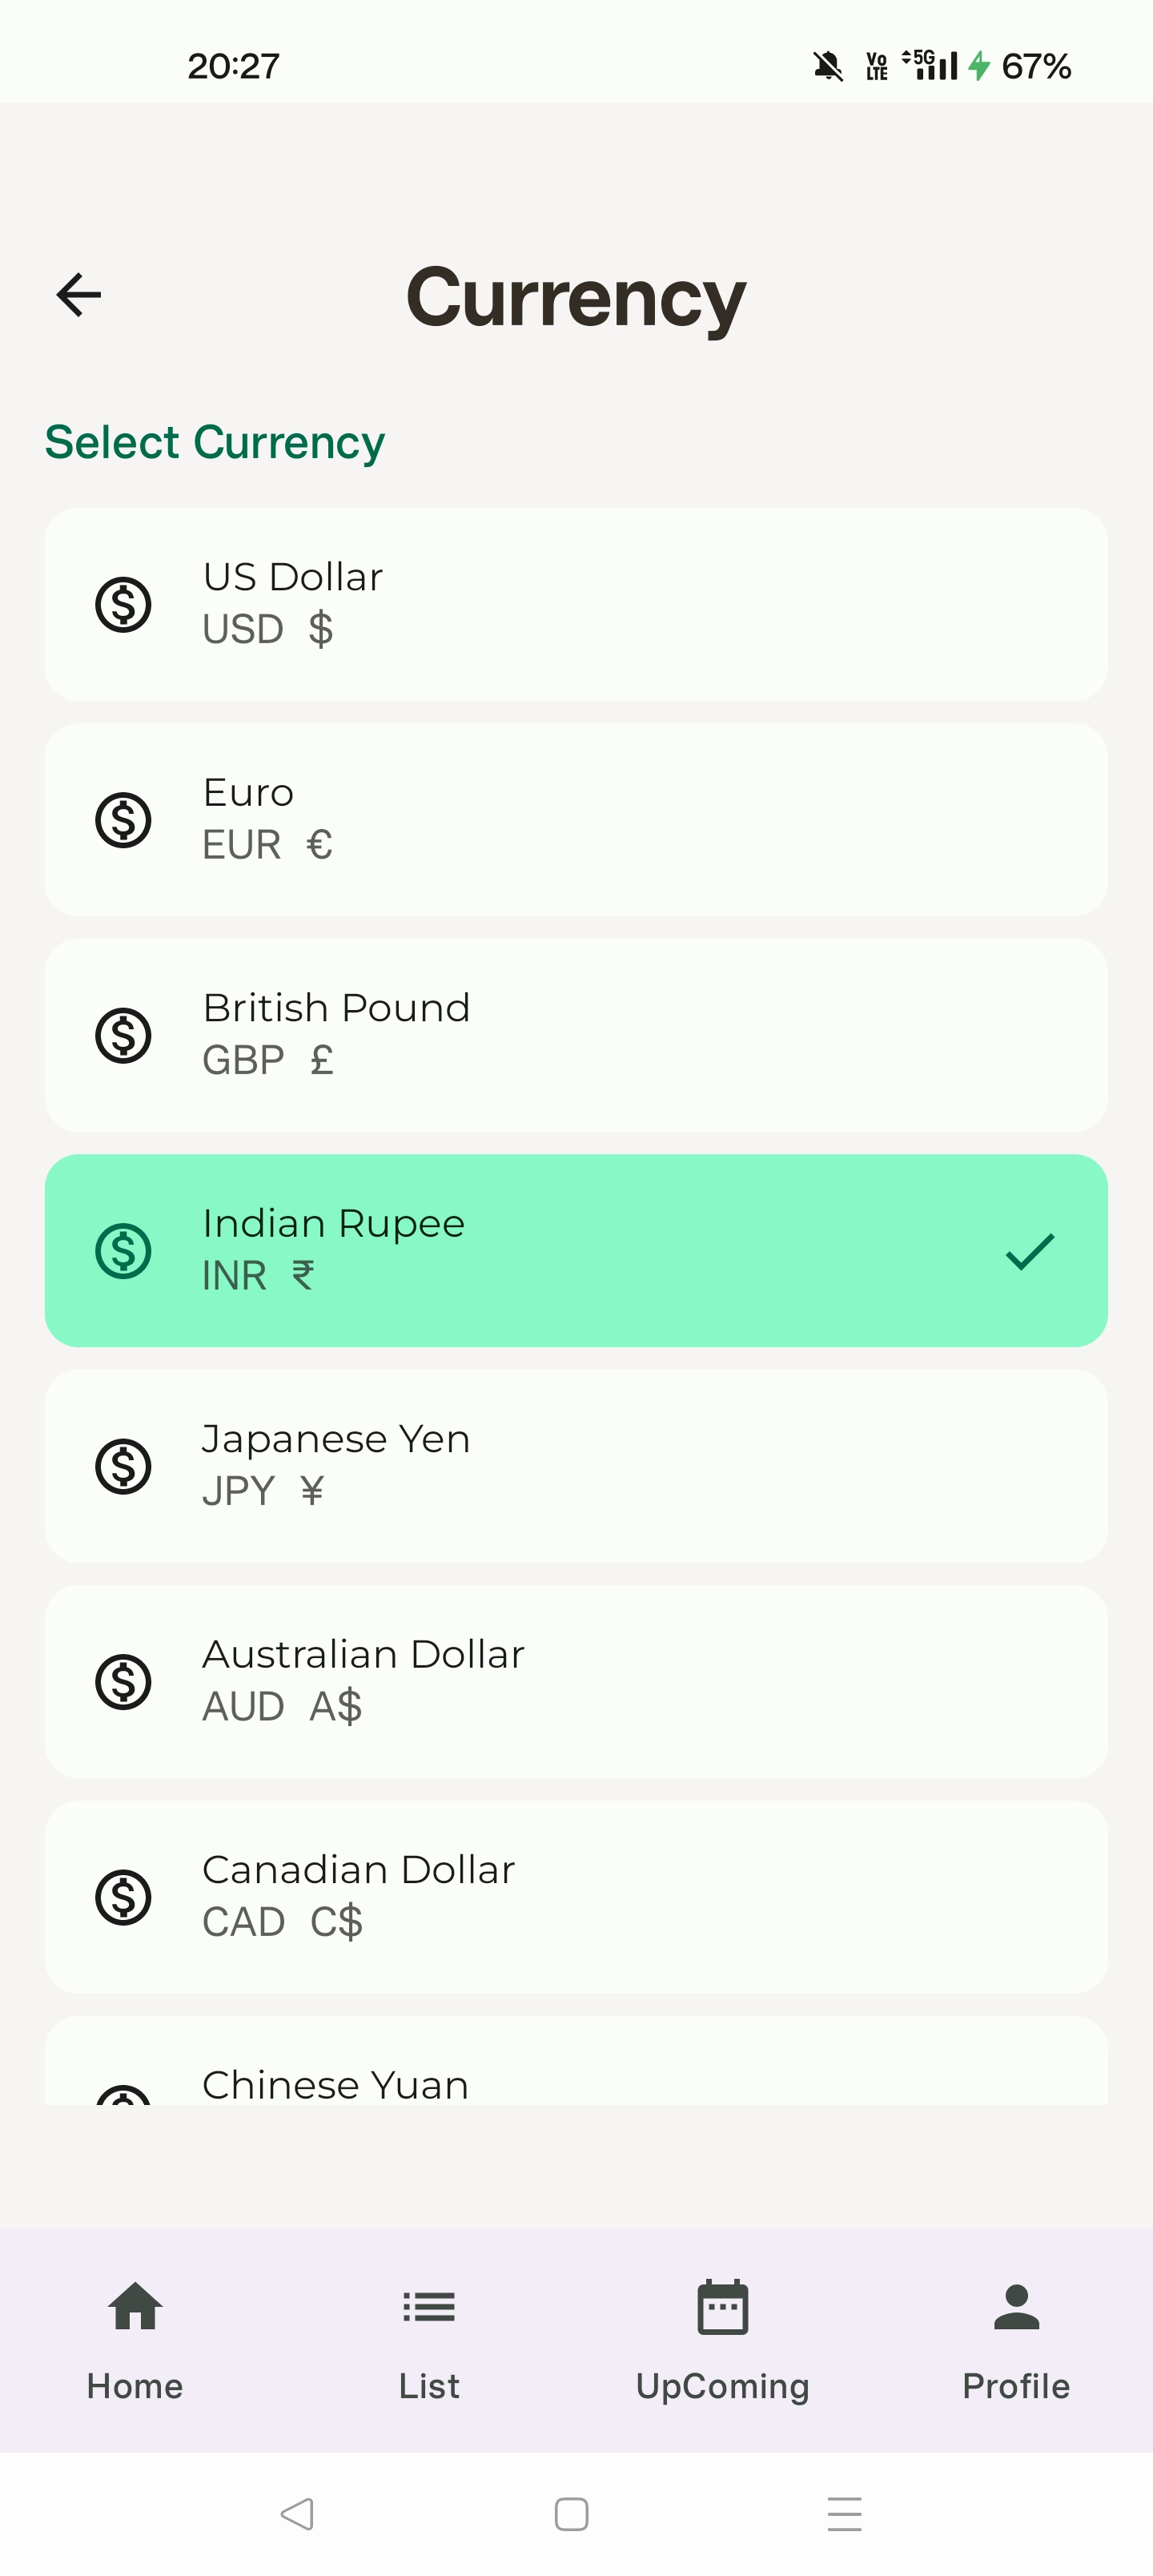 20:27
Vo LTE 5G 67%
Currency
Select Currency
US Dollar
USD $
Euro
EUR €
British Pound
GBP £
Indian Rupee
INR ₹
Japanese Yen
JPY ¥
Australian Dollar
AUD A$
Canadian Dollar
CAD C$
Chinese Yuan
Home List UpComing Profile